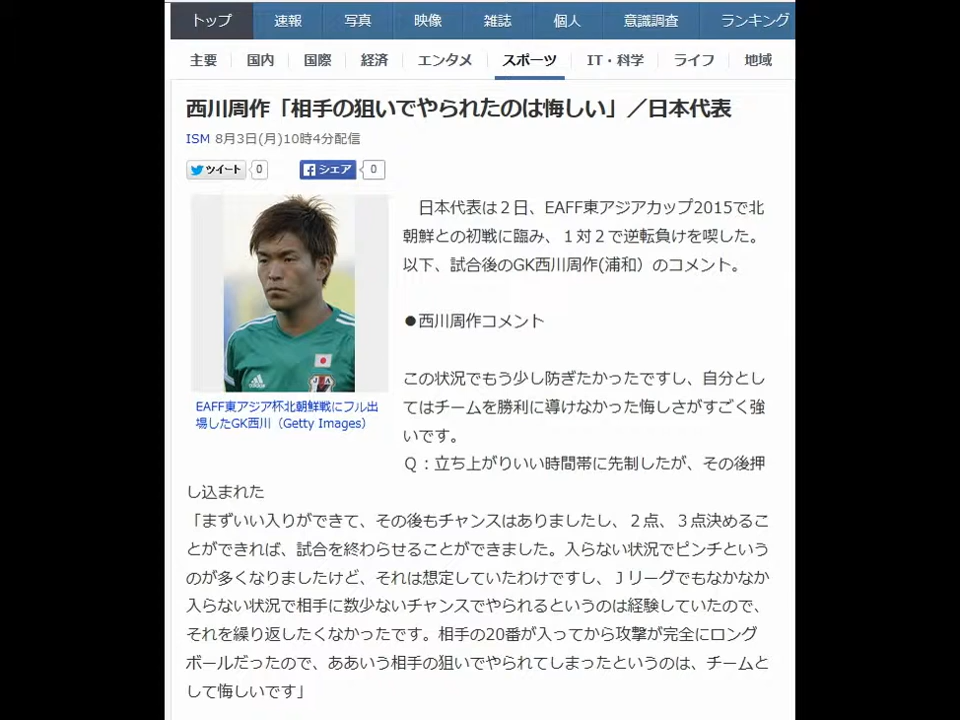 トップ 速報 写真 映像 雑誌 個人 意識調査 ランキング
主要 国内 国際 経済 エンタメ スポーツ IT・科学 ライフ 地域
西川周作「相手の狙いでやられたのは悔しい」／日本代表
ISM 8月3日(月)10時4分配信
ツイート 0 シェア 0
日本代表は２日、EAFF東アジアカップ2015で北
朝鮮との初戦に臨み、１対２で逆転負けを喫した。
以下、試合後のGK西川周作(浦和）のコメント。
●西川周作コメント
この状況でもう少し防ぎたかったですし、自分とし
てはチームを勝利に導けなかった悔しさがすごく強
いです。
EAFF東アジア杯北朝鮮戦にフル出
場したGK西川（Getty Images）
Ｑ：立ち上がりいい時間帯に先制したが、その後押
し込まれた
「まずいい入りができて、その後もチャンスはありましたし、２点、３点決めるこ
とができれば、試合を終わらせることができました。入らない状況でピンチという
のが多くなりましたけど、それは想定していたわけですし、Ｊリーグでもなかなか
入らない状況で相手に数少ないチャンスでやられるというのは経験していたので、
それを繰り返したくなかったです。相手の20番が入ってから攻撃が完全にロング
ボールだったので、ああいう相手の狙いでやられてしまったというのは、チームと
して悔しいです」